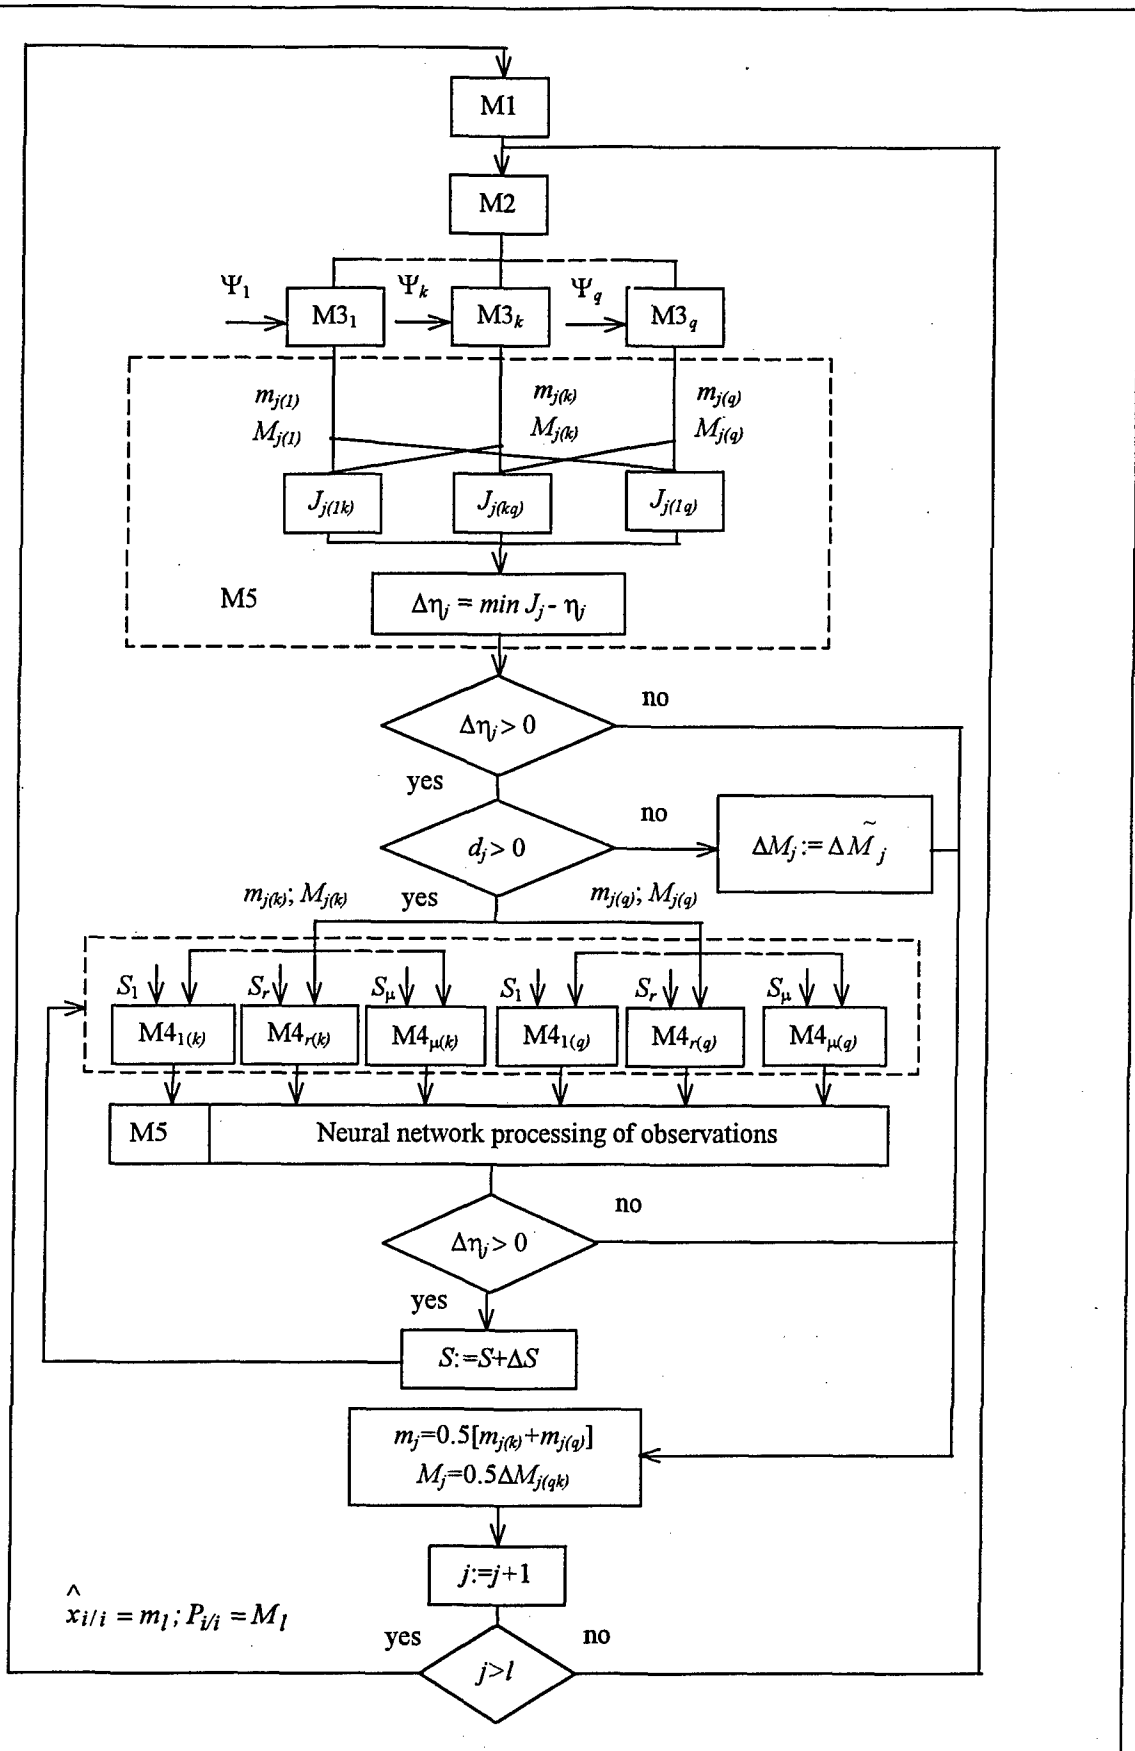 M1
M2
Ψ1 Ψk Ψq
M31 M3k M3q
mj(1) mj(k) mj(q)
Mj(1) Mj(k) Mj(q)
Jj(1k) Jj(kq) Jj(1q)
M5 Δηj = min Jj - ηj
Δηj > 0 no
yes
dj > 0 no ΔMj := ΔM̃j
mj(k); Mj(k) yes mj(q); Mj(q)
S1 Sr Sμ S1 Sr Sμ
M41(k) M4r(k) M4μ(k) M41(q) M4r(q) M4μ(q)
M5 Neural network processing of observations
no
Δηj > 0
yes
S:=S+ΔS
mj=0.5[mj(k)+mj(q)]
Mj=0.5ΔMj(qk)
j:=j+1
x̂i/i = ml; Pi/i = Ml
yes no
j>l